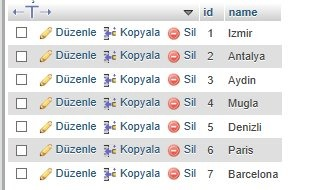 id name
Düzenle Kopyala Sil 1 Izmir
Düzenle Kopyala Sil 2 Antalya
Düzenle Kopyala Sil 3 Aydin
Düzenle Kopyala Sil 4 Mugla
Düzenle Kopyala Sil 5 Denizli
Düzenle Kopyala Sil 6 Paris
Düzenle Kopyala Sil 7 Barcelona